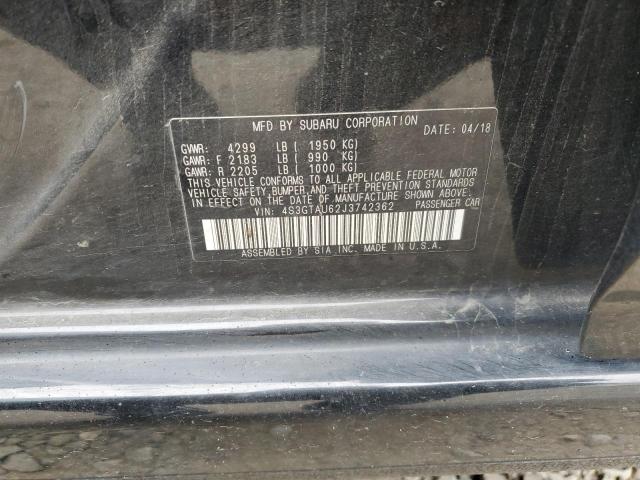 MFD BY SUBARU CORPORATION DATE: 04/18
GVWR: 4299 LB ( 1950 KG)
GAWR: F 2183 LB ( 990 KG)
GAWR: R 2205 LB ( 1000 KG)
THIS VEHICLE CONFORMS TO ALL APPLICABLE FEDERAL MOTOR
VEHICLE SAFETY BUMPER, AND THEFT PREVENTION STANDARDS
IN EFFECT ON THE DATE OF MANUFACTURE SHOWN ABOVE.
VIN: 4S3GTAU62J3742362 PASSENGER CAR
ASSEMBLED BY SIA INC. MADE IN U.S.A.